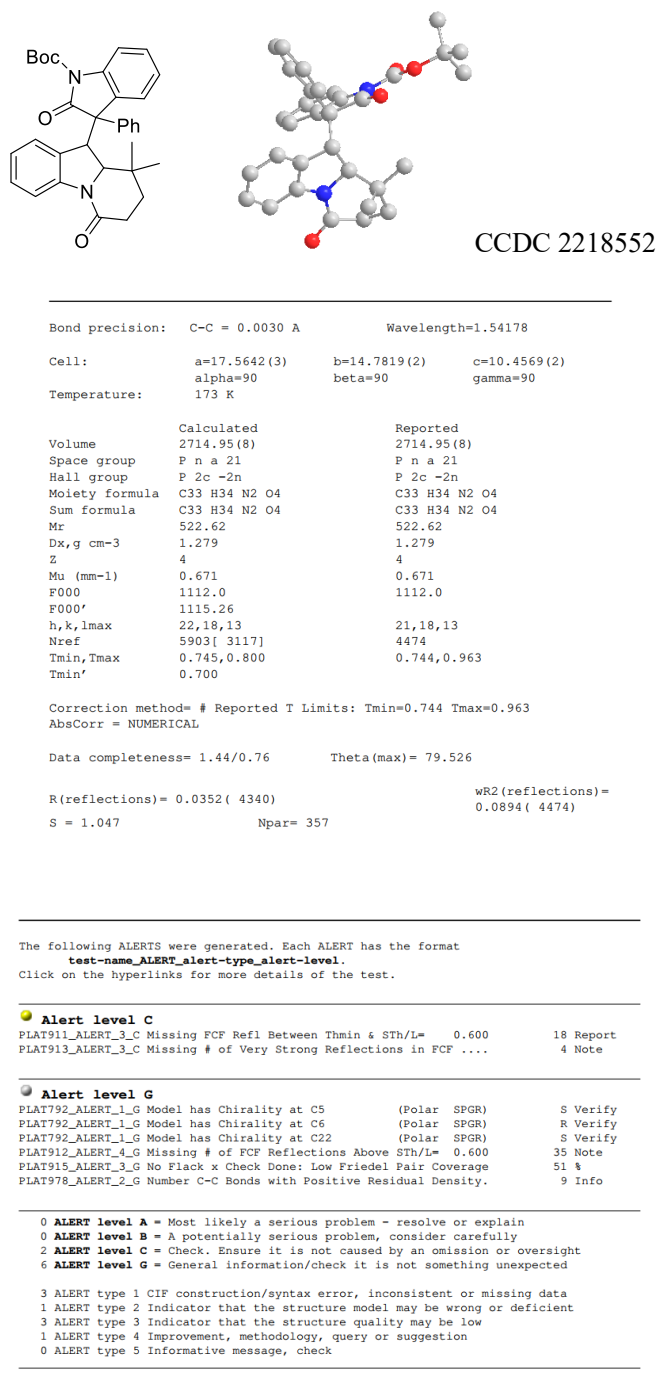 Boc
N
O
Ph
N
O
CCDC 2218552
Bond precision: C-C = 0.0030 A Wavelength=1.54178
Cell: a=17.5642(3) b=14.7819(2) c=10.4569(2)
alpha=90 beta=90 gamma=90
Temperature: 173 K
Calculated Reported
Volume 2714.95(8) 2714.95(8)
Space group P n a 21 P n a 21
Hall group P 2c -2n P 2c -2n
Moiety formula C33 H34 N2 O4 C33 H34 N2 O4
Sum formula C33 H34 N2 O4 C33 H34 N2 O4
Mr 522.62 522.62
Dx,g cm-3 1.279 1.279
Z 4 4
Mu (mm-1) 0.671 0.671
F000 1112.0 1112.0
F000' 1115.26
h,k,lmax 22,18,13 21,18,13
Nref 5903[ 3117] 4474
Tmin,Tmax 0.745,0.800 0.744,0.963
Tmin' 0.700
Correction method= # Reported T Limits: Tmin=0.744 Tmax=0.963
AbsCorr = NUMERICAL
Data completeness= 1.44/0.76 Theta(max)= 79.526
R(reflections)= 0.0352( 4340) wR2(reflections)=
0.0894( 4474)
S = 1.047 Npar= 357
The following ALERTS were generated. Each ALERT has the format
test-name_ALERT_alert-type_alert-level.
Click on the hyperlinks for more details of the test.
Alert level C
PLAT911_ALERT_3_C Missing FCF Refl Between Thmin & STh/L= 0.600 18 Report
PLAT913_ALERT_3_C Missing # of Very Strong Reflections in FCF .... 4 Note
Alert level G
PLAT792_ALERT_1_G Model has Chirality at C5 (Polar SPGR) S Verify
PLAT792_ALERT_1_G Model has Chirality at C6 (Polar SPGR) R Verify
PLAT792_ALERT_1_G Model has Chirality at C22 (Polar SPGR) S Verify
PLAT912_ALERT_4_G Missing # of FCF Reflections Above STh/L= 0.600 35 Note
PLAT915_ALERT_3_G No Flack x Check Done: Low Friedel Pair Coverage 51 %
PLAT978_ALERT_2_G Number C-C Bonds with Positive Residual Density. 9 Info
0 ALERT level A = Most likely a serious problem - resolve or explain
0 ALERT level B = A potentially serious problem, consider carefully
2 ALERT level C = Check. Ensure it is not caused by an omission or oversight
6 ALERT level G = General information/check it is not something unexpected
3 ALERT type 1 CIF construction/syntax error, inconsistent or missing data
1 ALERT type 2 Indicator that the structure model may be wrong or deficient
3 ALERT type 3 Indicator that the structure quality may be low
1 ALERT type 4 Improvement, methodology, query or suggestion
0 ALERT type 5 Informative message, check